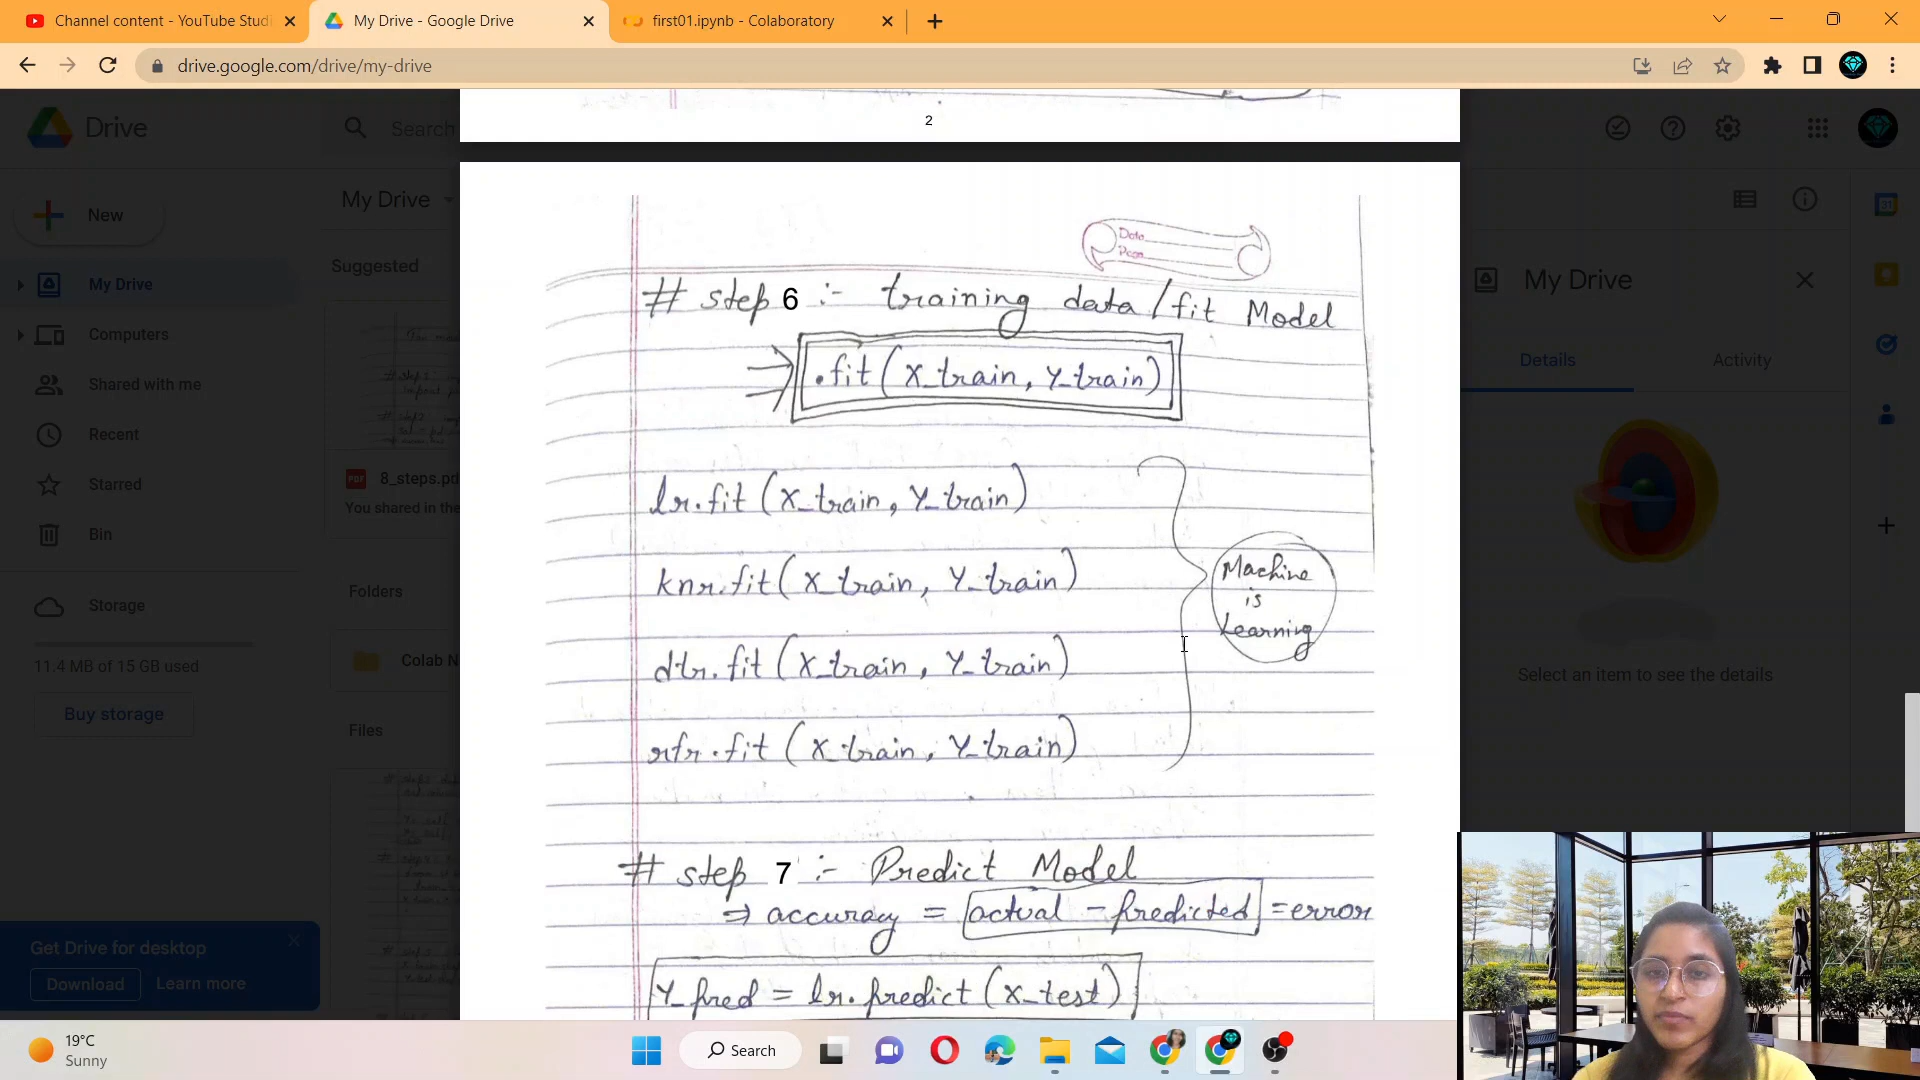 Channel content - YouTube Studi
My Drive - Google Drive
first01.ipynb - Colaboratory
drive.google.com/drive/my-drive
Drive
Search
2
New
My Drive
My Drive
Computers
Shared with me
Recent
Starred
Bin
Storage
11.4 MB of 15 GB used
Buy storage
Get Drive for desktop
Download
Learn more
Suggested
PDF
8_steps.pd
You shared in the
Folders
Colab N
Files
Date
Page
# step 6 :- training data/fit Model
.fit (X_train, Y_train)
lr.fit (X_train, Y_train)
knr.fit (X_train, Y_train)
dtr.fit (X_train, Y_train)
rfr.fit (X_train, Y_train)
Machine
is
Learning
# step 7 :- Predict Model
⇒ accuracy = actual - predicted = error
Y_pred = lr.predict (X_test)
My Drive
Details
Activity
Select an item to see the details
31
19°C
Sunny
Search